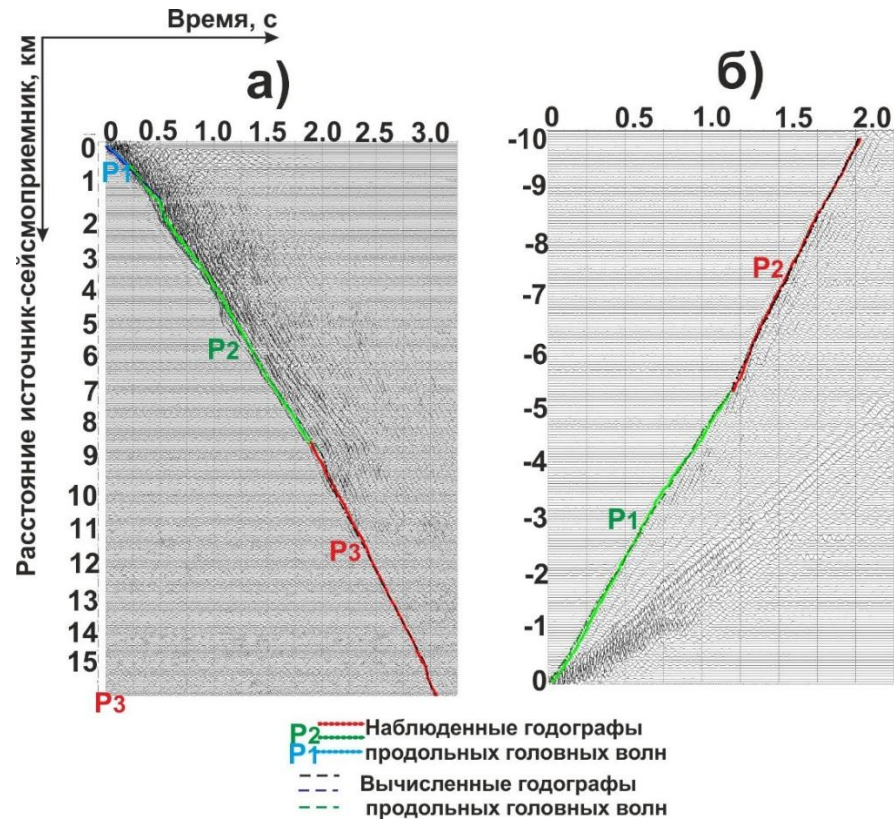 Время, с
Расстояние источник-сейсмоприемник, км
а)
б)
0 0.5 1.0 1.5 2.0 2.5 3.0
0
1
2
3
4
5
6
7
8
9
10
11
12
13
14
15
P1
P2
P3
P3
0 0.5 1.0 1.5 2.0
-10
-9
-8
-7
-6
-5
-4
-3
-2
-1
0
P2
P1
P2 Наблюденные годографы
P1 продольных головных волн
Вычисленные годографы
продольных головных волн